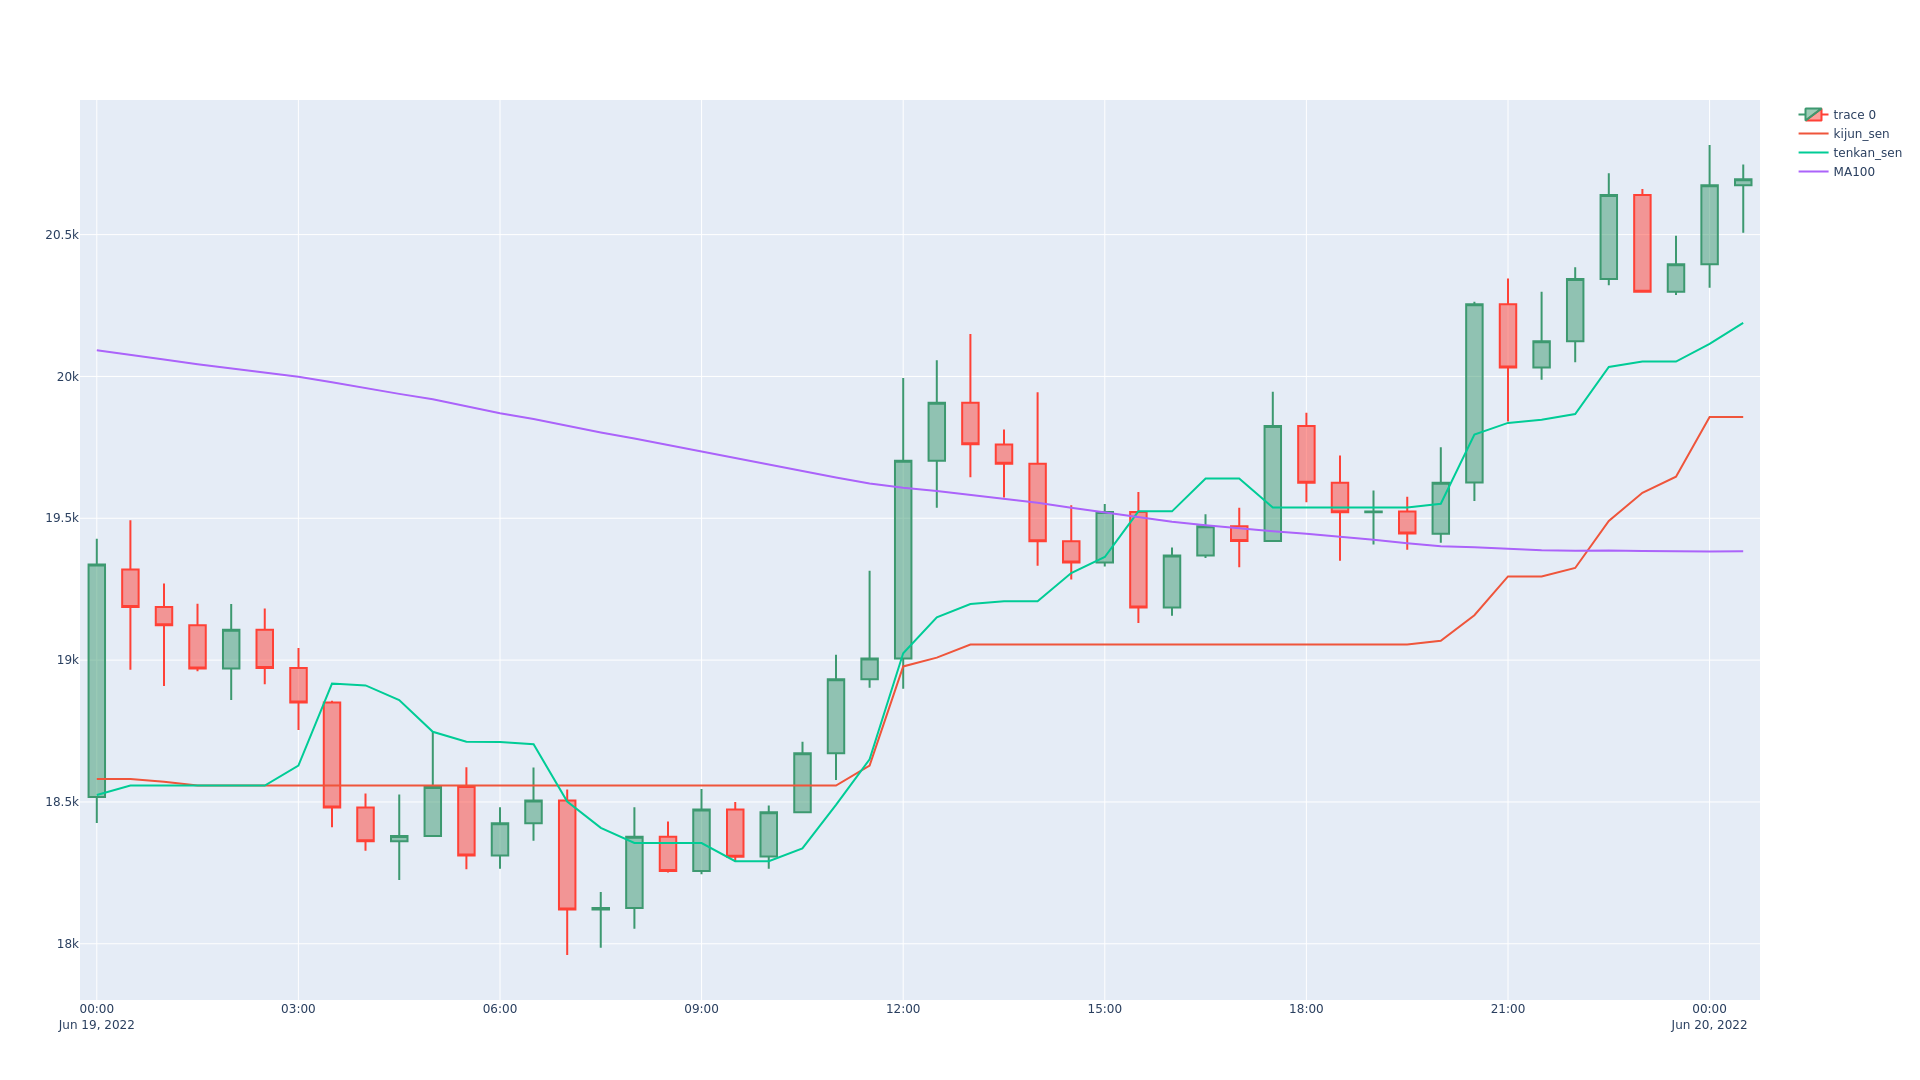 trace 0
kijun_sen
tenkan_sen
MA100
20.5k
20k
19.5k
19k
18.5k
18k
00:00 03:00 06:00 09:00 12:00 15:00 18:00 21:00 00:00
Jun 19, 2022 Jun 20, 2022